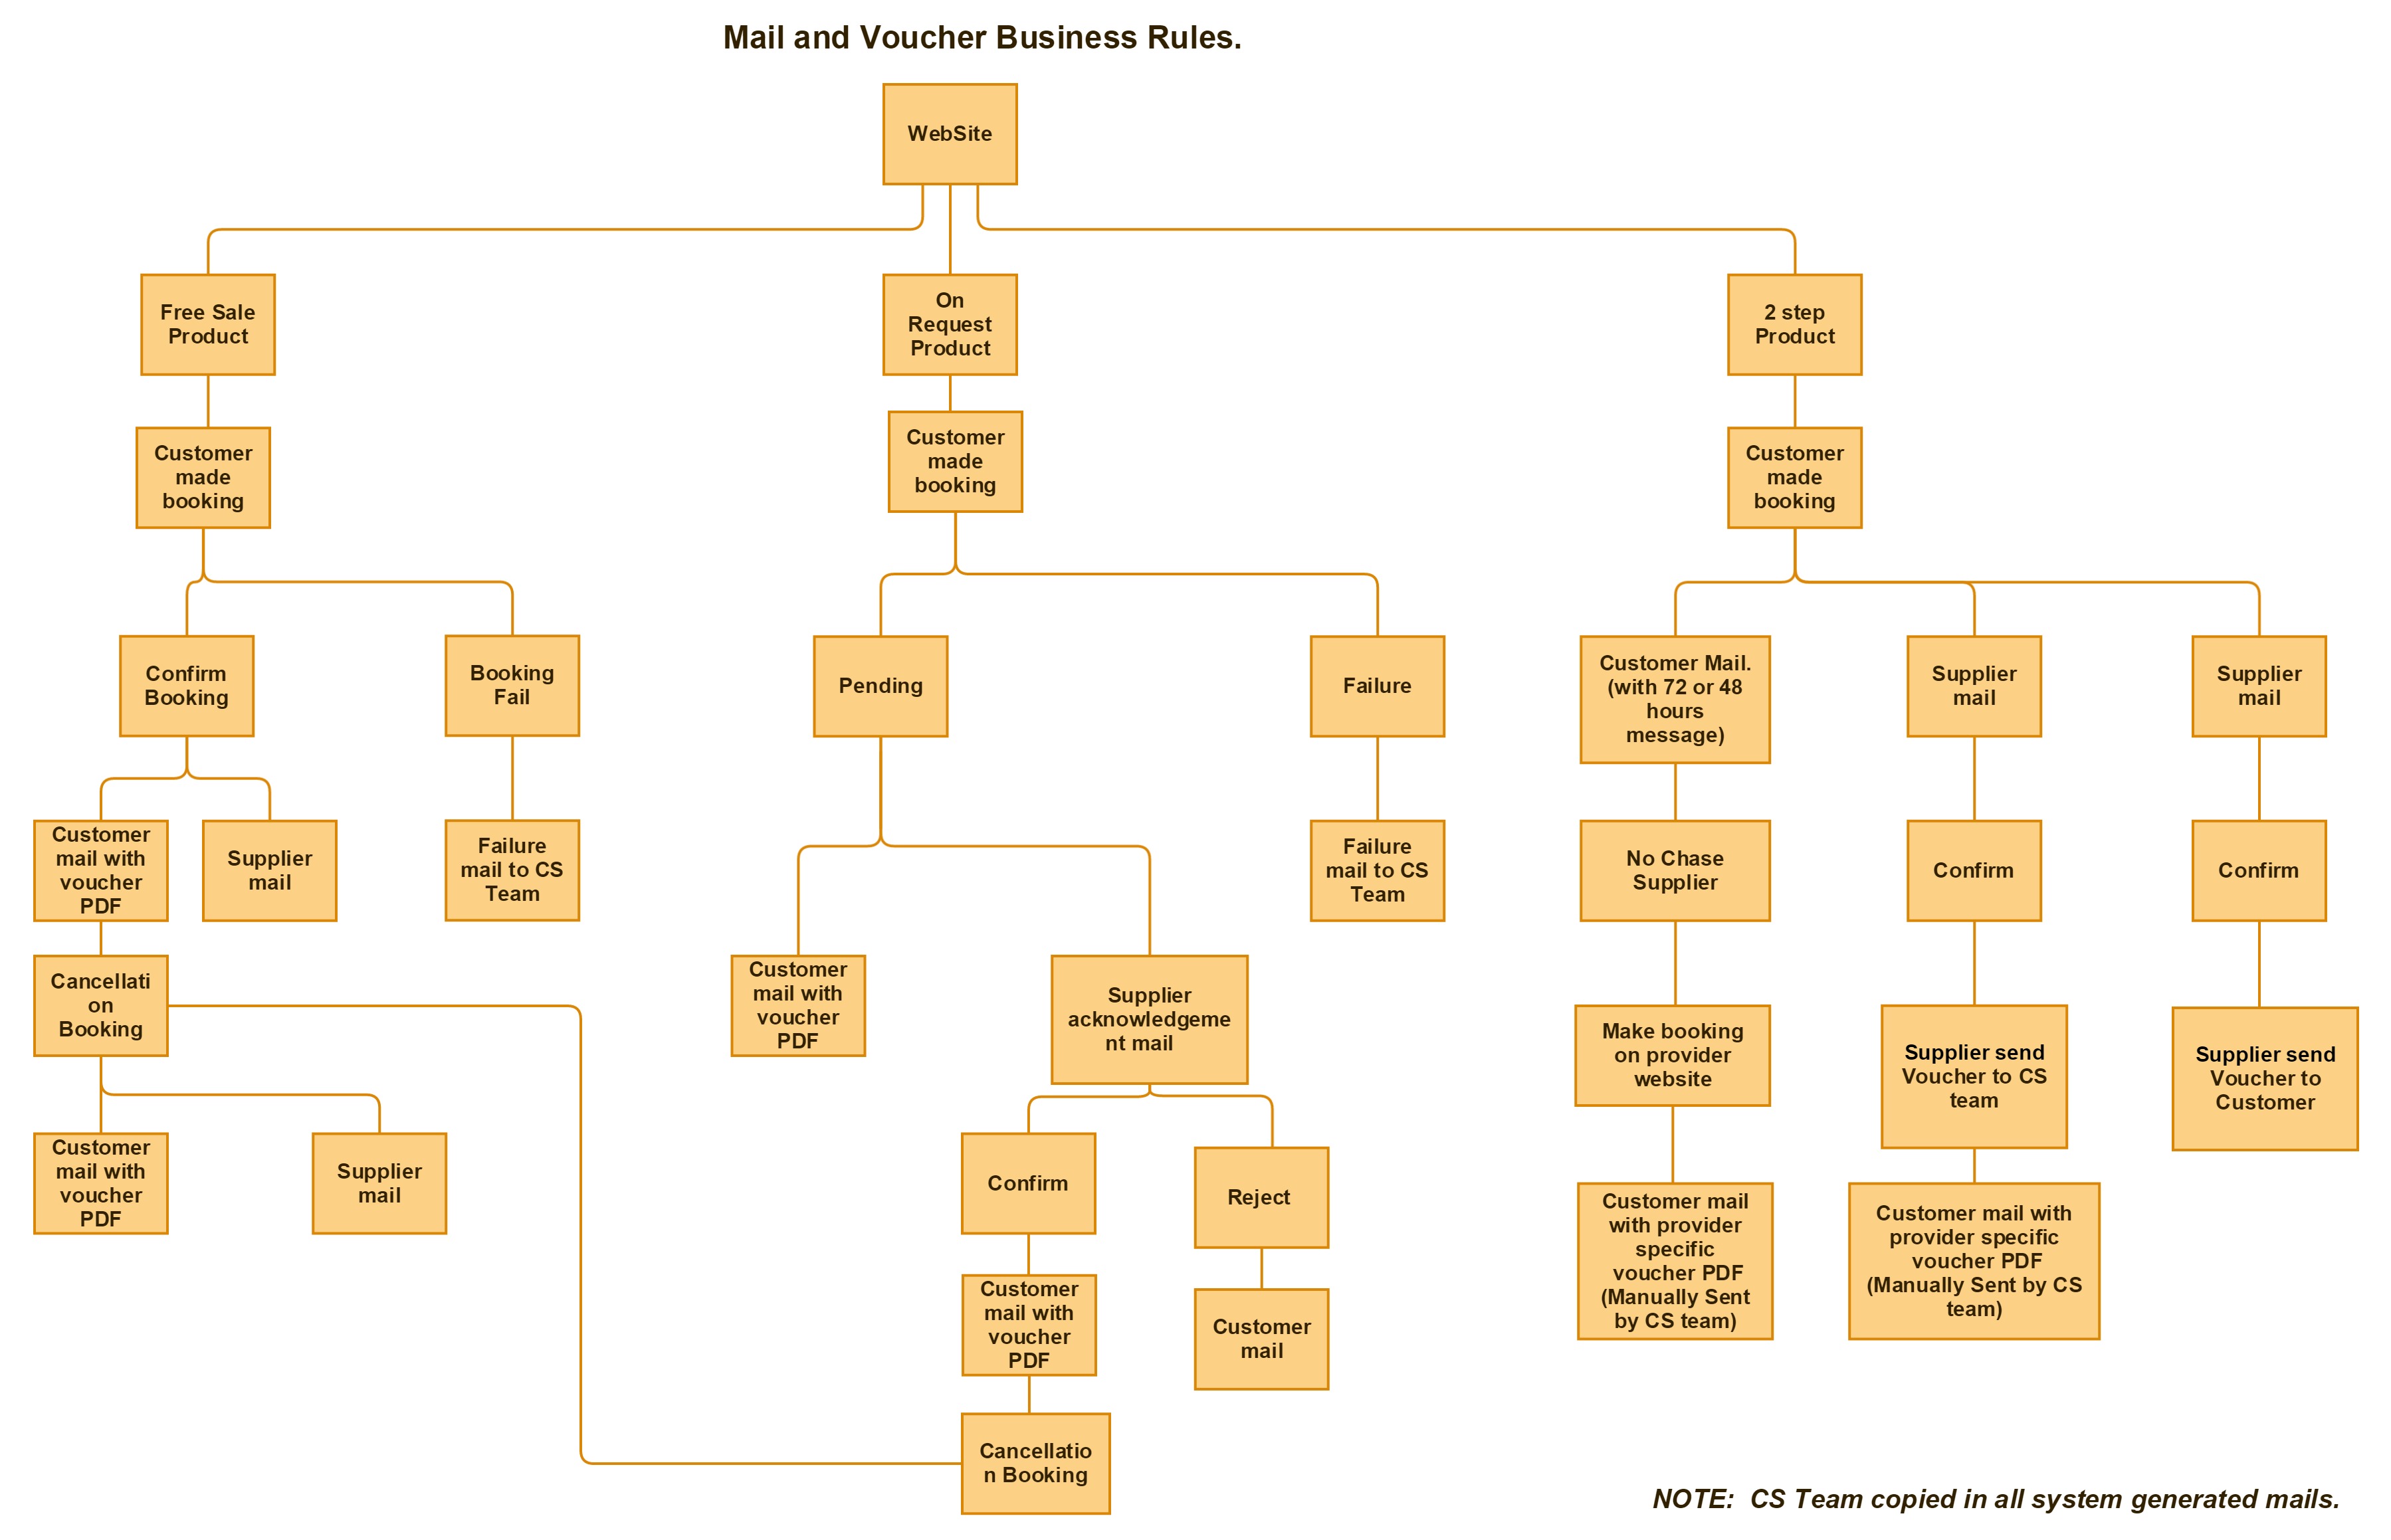 Mail and Voucher Business Rules.
WebSite
Free Sale
Product
On
Request
Product
2 step
Product
Customer
made
booking
Customer
made
booking
Customer
made
booking
Confirm
Booking
Booking
Fail
Pending
Failure
Customer Mail.
(with 72 or 48
hours
message)
Supplier
mail
Supplier
mail
Customer
mail with
voucher
PDF
Supplier
mail
Failure
mail to CS
Team
Failure
mail to CS
Team
No Chase
Supplier
Confirm
Confirm
Cancellati
on
Booking
Customer
mail with
voucher
PDF
Supplier
acknowledgeme
nt mail
Make booking
on provider
website
Supplier send
Voucher to CS
team
Supplier send
Voucher to
Customer
Customer
mail with
voucher
PDF
Supplier
mail
Confirm
Reject
Customer mail
with provider
specific
voucher PDF
(Manually Sent
by CS team)
Customer mail with
provider specific
voucher PDF
(Manually Sent by CS
team)
Customer
mail with
voucher
PDF
Customer
mail
Cancellatio
n Booking
NOTE:  CS Team copied in all system generated mails.